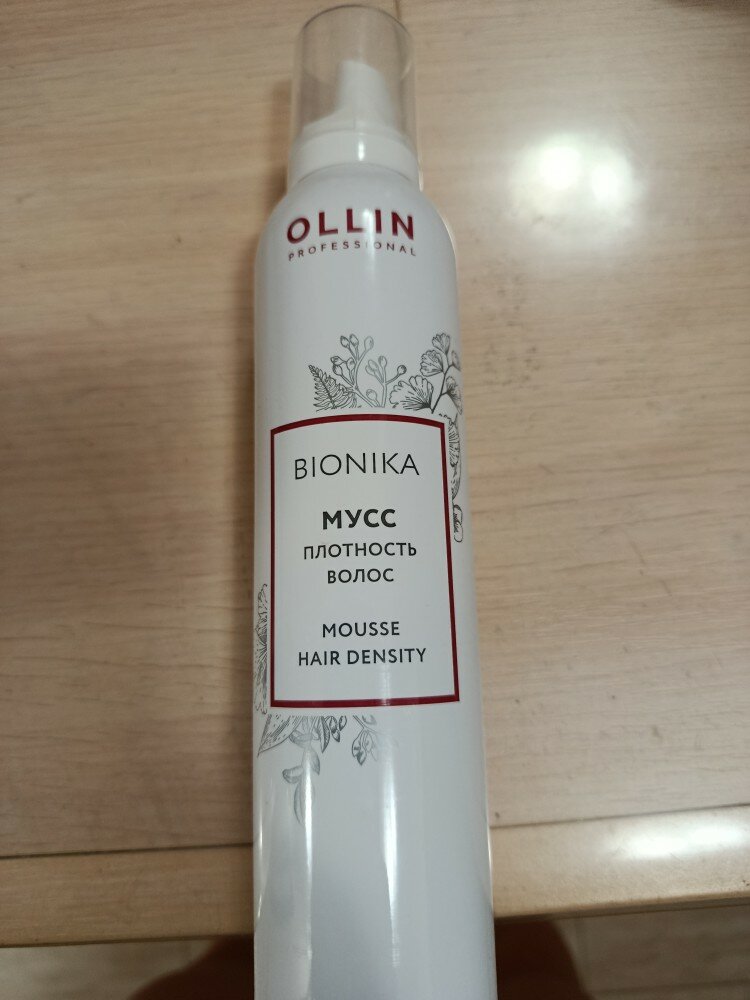 OLLIN
PROFESSIONAL
BIONIKA
МУСС
ПЛОТНОСТЬ
ВОЛОС
MOUSSE
HAIR DENSITY